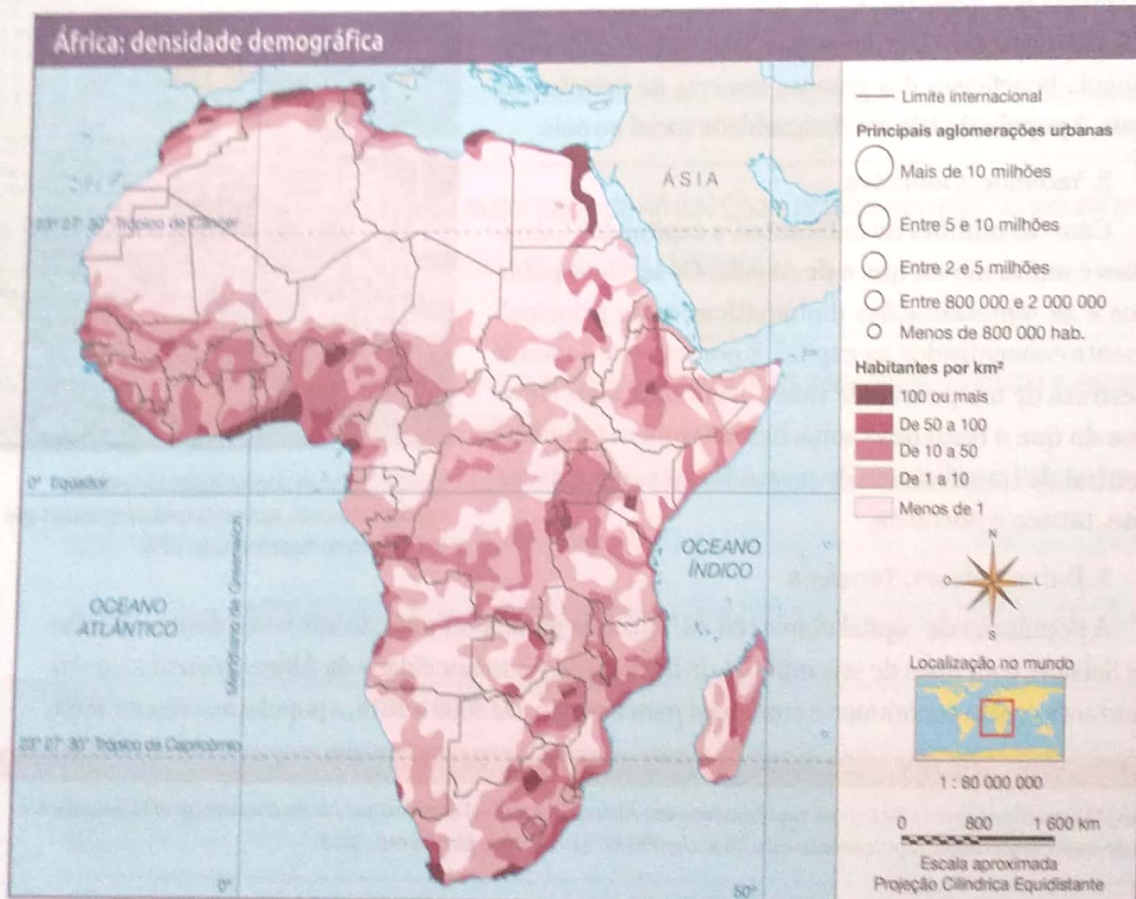 África: densidade demográfica
ÁSIA
23° 27' 30" Trópico de Câncer
0° Equador
Meridiano de Greenwich
OCEANO
ATLÂNTICO
OCEANO
ÍNDICO
23° 27' 30" Trópico de Capricórnio
0°
50°
Limite internacional
Principais aglomerações urbanas
Mais de 10 milhões
Entre 5 e 10 milhões
Entre 2 e 5 milhões
Entre 800 000 e 2 000 000
Menos de 800 000 hab.
Habitantes por km²
100 ou mais
De 50 a 100
De 10 a 50
De 1 a 10
Menos de 1
N
O
L
S
Localização no mundo
1 : 80 000 000
0 800 1 600 km
Escala aproximada
Projeção Cilíndrica Equidistante